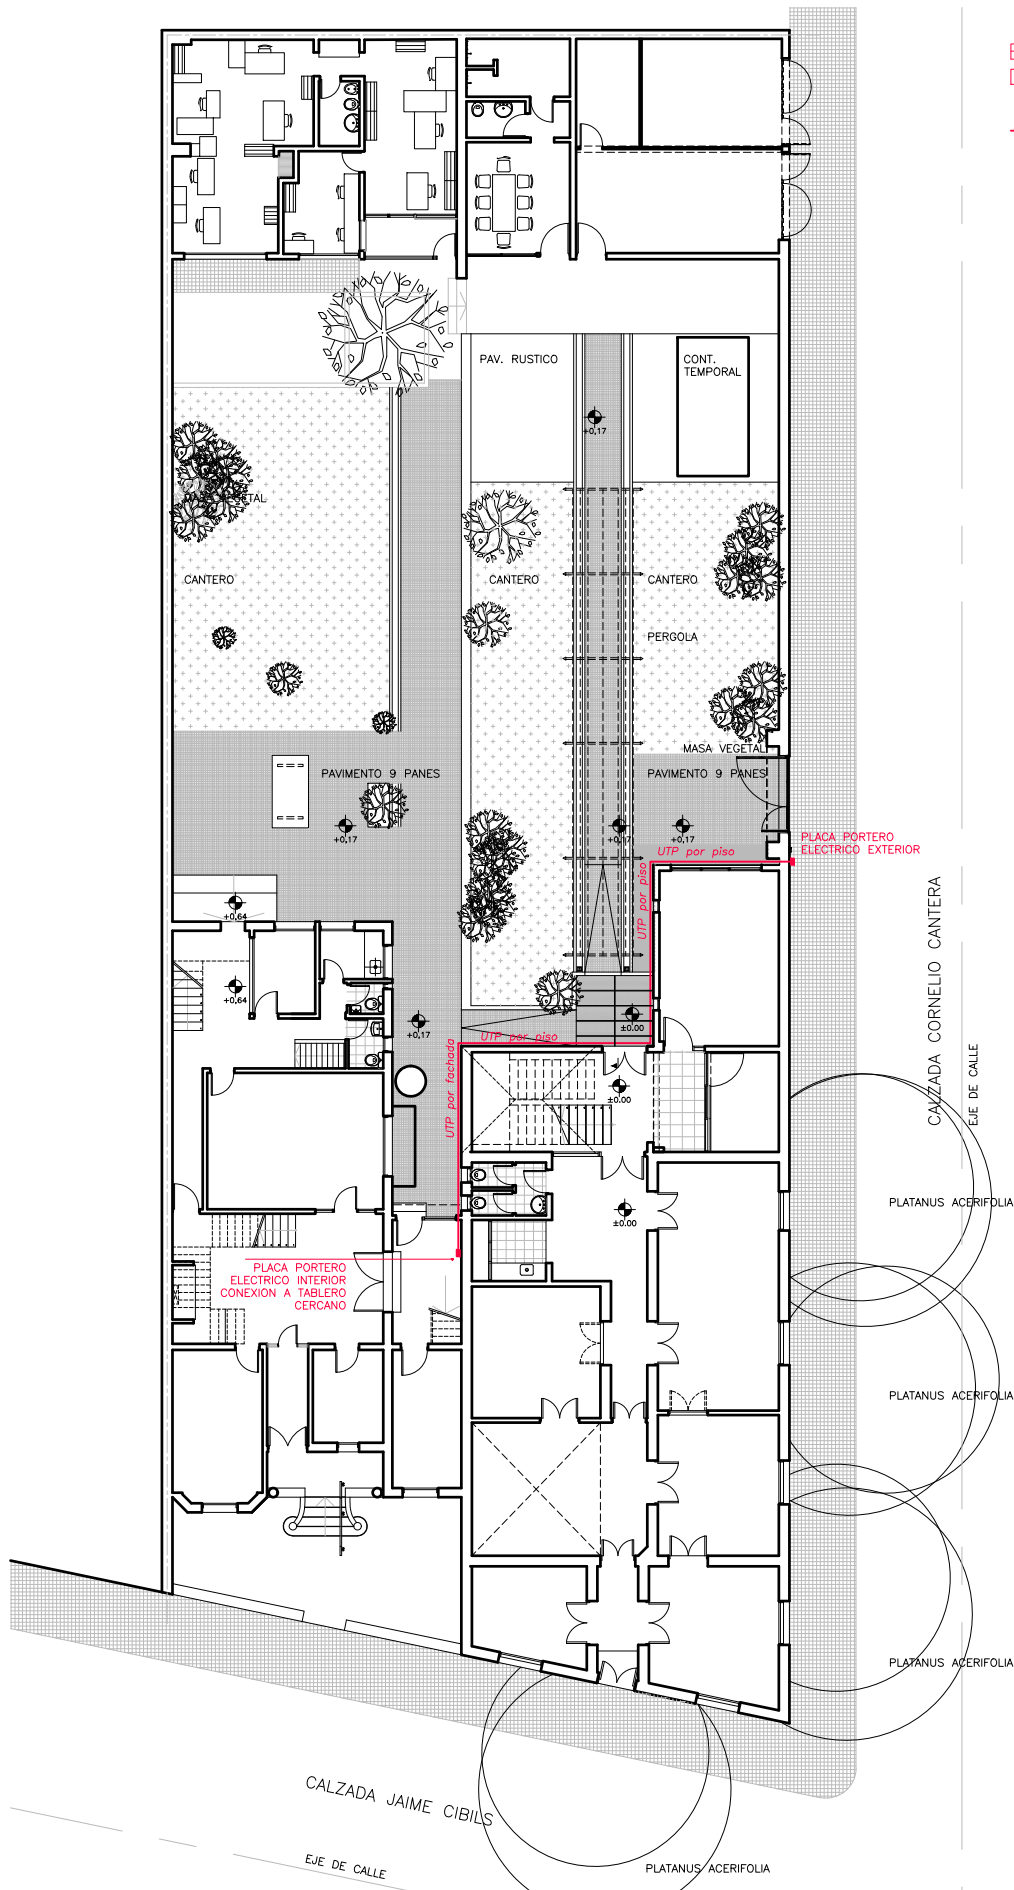 PAV. RUSTICO
CONT.
TEMPORAL
+0.17
CANTERO
CANTERO
CANTERO
PERGOLA
MASA VEGETAL
PAVIMENTO 9 PANES
PAVIMENTO 9 PANES
+0.17
+0.17
+0.17
PLACA PORTERO
ELECTRICO EXTERIOR
UTP por piso
UTP por piso
+0.64
+0.64
+0.17
±0.00
UTP por piso
UTP por fachada
±0.00
CALZADA CORNELIO CANTERA
EJE DE CALLE
PLATANUS ACERIFOLIA
±0.00
PLACA PORTERO
ELECTRICO INTERIOR
CONEXION A TABLERO
CERCANO
PLATANUS ACERIFOLIA
PLATANUS ACERIFOLIA
CALZADA JAIME CIBILS
EJE DE CALLE
PLATANUS ACERIFOLIA